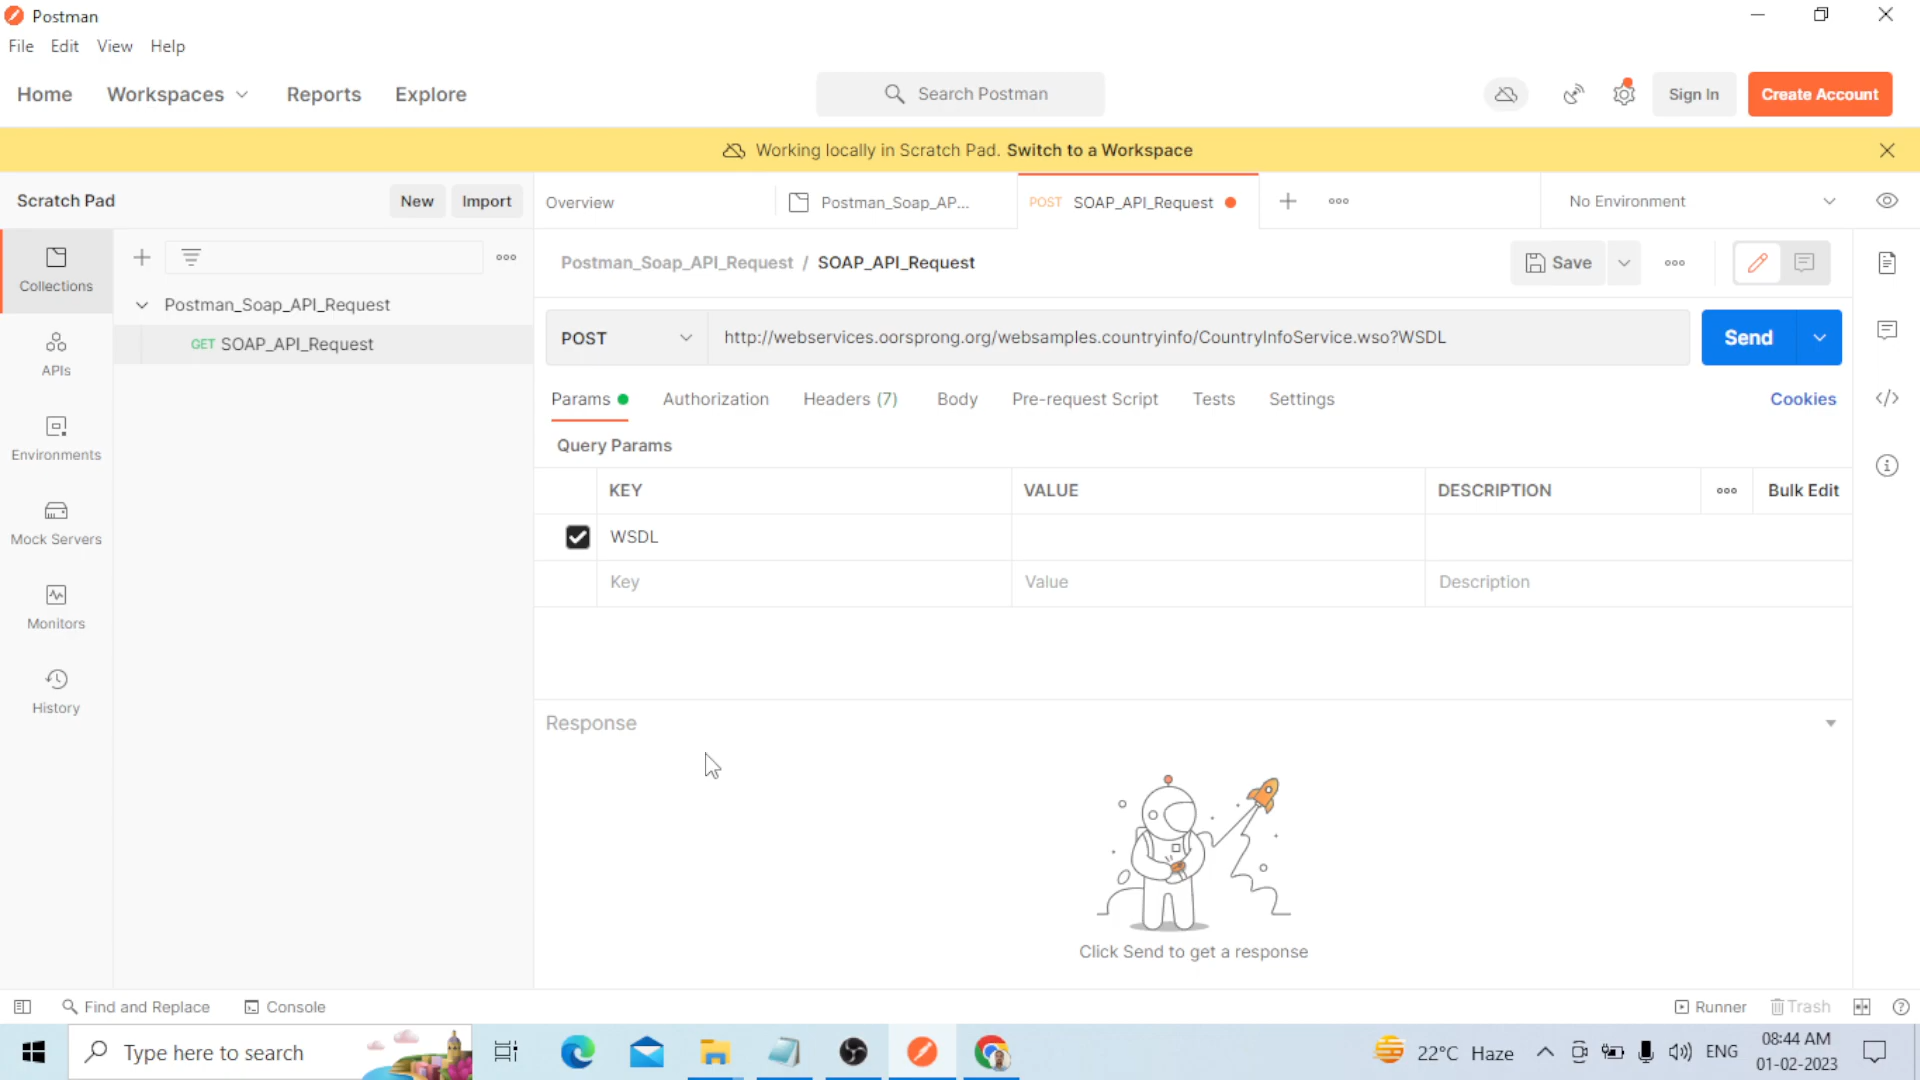 Postman
File Edit View Help
Home Workspaces Reports Explore
Search Postman
Sign In
Create Account
Working locally in Scratch Pad. Switch to a Workspace
Scratch Pad
New
Import
Overview
Postman_Soap_AP...
POST SOAP_API_Request
No Environment
Collections
APIs
Environments
Mock Servers
Monitors
History
Postman_Soap_API_Request
GET SOAP_API_Request
Postman_Soap_API_Request / SOAP_API_Request
Save
POST
http://webservices.oorsprong.org/websamples.countryinfo/CountryInfoService.wso?WSDL
Send
Params Authorization Headers (7) Body Pre-request Script Tests Settings
Cookies
Query Params
KEY VALUE DESCRIPTION Bulk Edit
WSDL
Key Value Description
Response
Click Send to get a response
Find and Replace
Console
Runner
Trash
Type here to search
22°C Haze
ENG
08:44 AM
01-02-2023